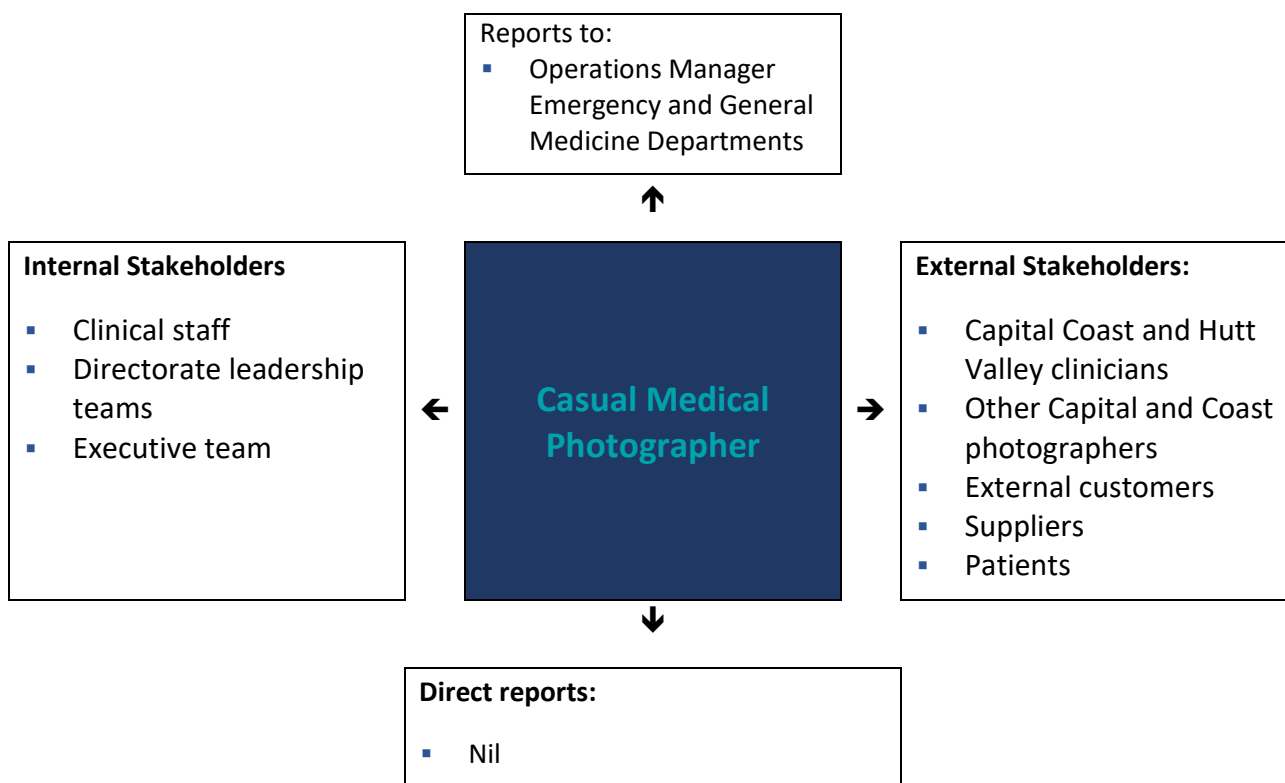 Reports to:
▪ Operations Manager
Emergency and General
Medicine Departments
Internal Stakeholders
▪ Clinical staff
▪ Directorate leadership
teams
▪ Executive team
Casual Medical
Photographer
External Stakeholders:
▪ Capital Coast and Hutt
Valley clinicians
▪ Other Capital and Coast
photographers
▪ External customers
▪ Suppliers
▪ Patients
Direct reports:
▪ Nil